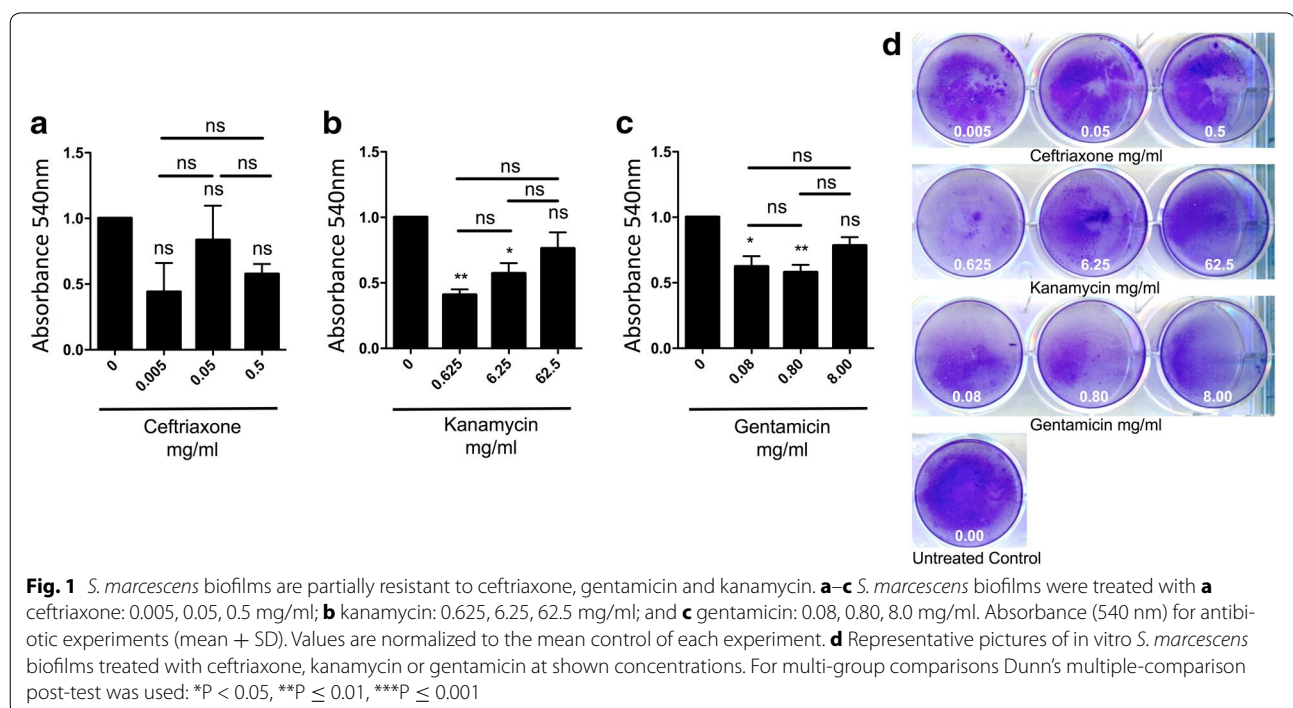 a
ns
ns
ns
ns
ns
ns
1.5
1.0
0.5
0.0
Absorbance 540nm
0
0.005
0.05
0.5
Ceftriaxone
mg/ml
b
ns
ns
ns
**
*
ns
1.5
1.0
0.5
0.0
Absorbance 540nm
0
0.625
6.25
62.5
Kanamycin
mg/ml
c
ns
ns
ns
*
**
ns
1.5
1.0
0.5
0.0
Absorbance 540nm
0
0.08
0.80
8.00
Gentamicin
mg/ml
d
0.005 0.05 0.5
Ceftriaxone mg/ml
0.625 6.25 62.5
Kanamycin mg/ml
0.08 0.80 8.00
Gentamicin mg/ml
0.00
Untreated Control
Fig. 1 S. marcescens biofilms are partially resistant to ceftriaxone, gentamicin and kanamycin. a–c S. marcescens biofilms were treated with a
ceftriaxone: 0.005, 0.05, 0.5 mg/ml; b kanamycin: 0.625, 6.25, 62.5 mg/ml; and c gentamicin: 0.08, 0.80, 8.0 mg/ml. Absorbance (540 nm) for antibi-
otic experiments (mean + SD). Values are normalized to the mean control of each experiment. d Representative pictures of in vitro S. marcescens
biofilms treated with ceftriaxone, kanamycin or gentamicin at shown concentrations. For multi-group comparisons Dunn's multiple-comparison
post-test was used: *P < 0.05, **P ≤ 0.01, ***P ≤ 0.001